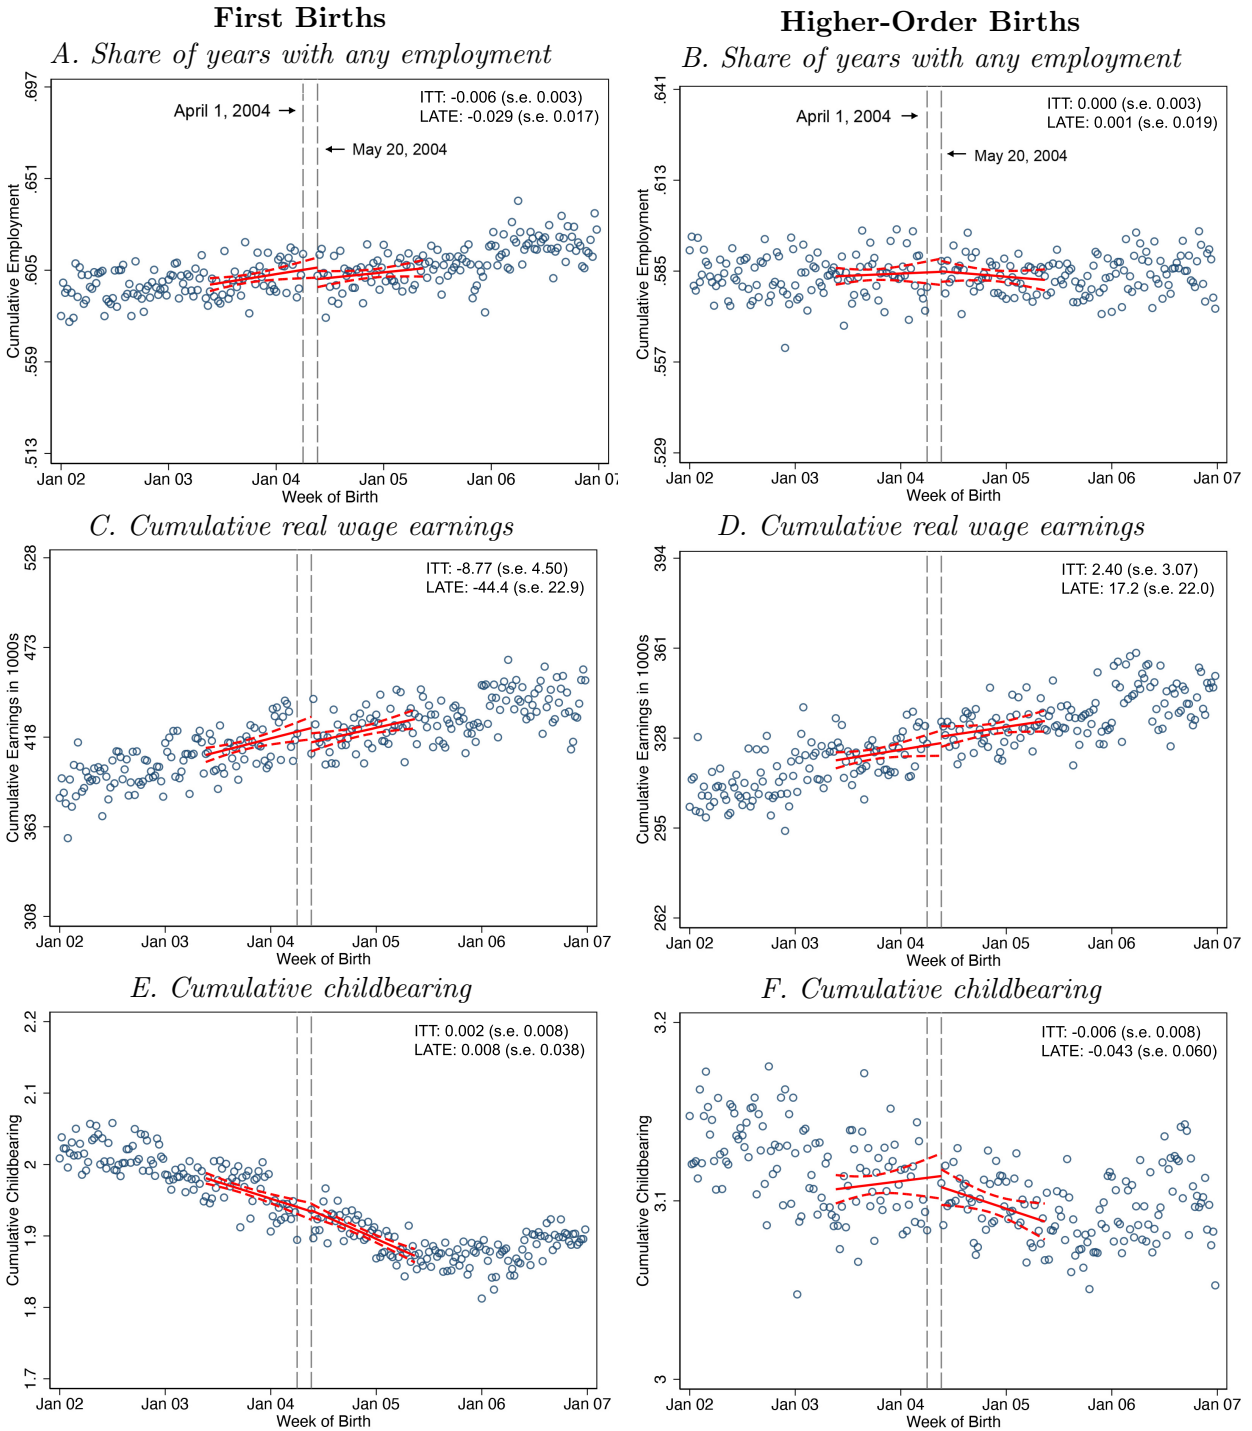 First Births
Higher-Order Births
A. Share of years with any employment
B. Share of years with any employment
.697
.651
.605
.559
.513
Cumulative Employment
ITT: -0.006 (s.e. 0.003)
LATE: -0.029 (s.e. 0.017)
April 1, 2004
May 20, 2004
Jan 02 Jan 03 Jan 04 Jan 05 Jan 06 Jan 07
Week of Birth
.641
.613
.585
.557
.529
Cumulative Employment
ITT: 0.000 (s.e. 0.003)
LATE: 0.001 (s.e. 0.019)
April 1, 2004
May 20, 2004
Jan 02 Jan 03 Jan 04 Jan 05 Jan 06 Jan 07
Week of Birth
C. Cumulative real wage earnings
D. Cumulative real wage earnings
528
473
418
363
308
Cumulative Earnings in 1000s
ITT: -8.77 (s.e. 4.50)
LATE: -44.4 (s.e. 22.9)
Jan 02 Jan 03 Jan 04 Jan 05 Jan 06 Jan 07
Week of Birth
394
361
328
295
262
Cumulative Earnings in 1000s
ITT: 2.40 (s.e. 3.07)
LATE: 17.2 (s.e. 22.0)
Jan 02 Jan 03 Jan 04 Jan 05 Jan 06 Jan 07
Week of Birth
E. Cumulative childbearing
F. Cumulative childbearing
2.2
2.1
2
1.9
1.8
1.7
Cumulative Childbearing
ITT: 0.002 (s.e. 0.008)
LATE: 0.008 (s.e. 0.038)
Jan 02 Jan 03 Jan 04 Jan 05 Jan 06 Jan 07
Week of Birth
3.2
3.1
3
Cumulative Childbearing
ITT: -0.006 (s.e. 0.008)
LATE: -0.043 (s.e. 0.060)
Jan 02 Jan 03 Jan 04 Jan 05 Jan 06 Jan 07
Week of Birth